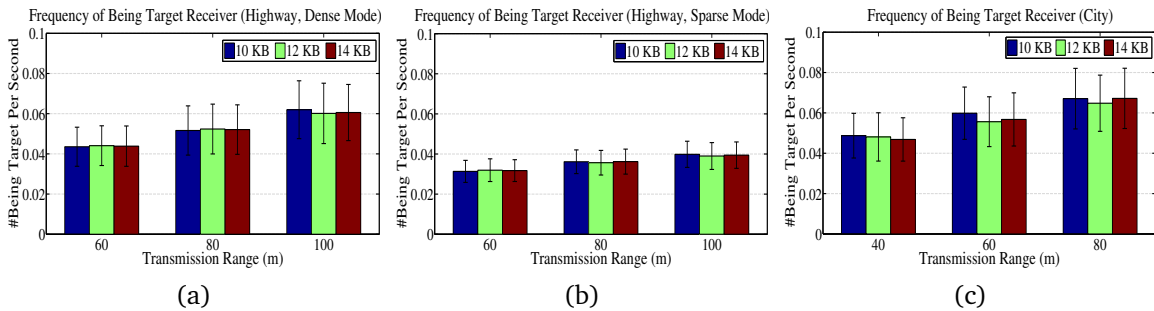 Frequency of Being Target Receiver (Highway, Dense Mode)
#Being Target Per Second
0.1
0.08
0.06
0.04
0.02
0
10 KB 12 KB 14 KB
60 80 100
Transmission Range (m)
(a)
Frequency of Being Target Receiver (Highway, Sparse Mode)
#Being Target Per Second
0.1
0.08
0.06
0.04
0.02
0
10 KB 12 KB 14 KB
60 80 100
Transmission Range (m)
(b)
Frequency of Being Target Receiver (City)
#Being Target Per Second
0.1
0.08
0.06
0.04
0.02
0
10 KB 12 KB 14 KB
40 60 80
Transmission Range (m)
(c)